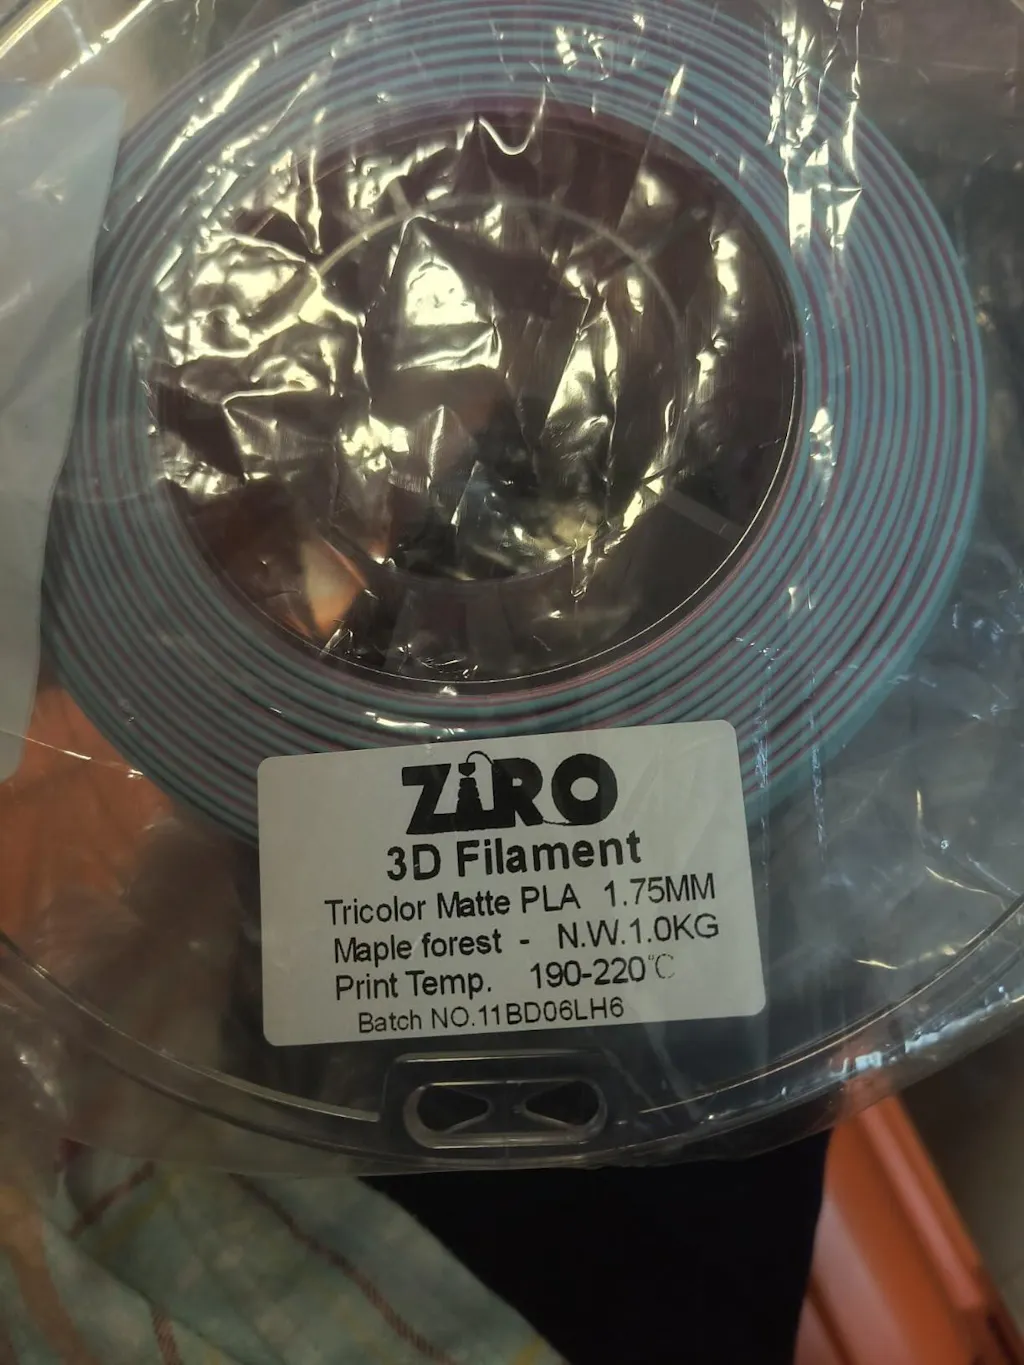 ZiRO
3D Filament
Tricolor Matte PLA 1.75MM
Maple forest - N.W.1.0KG
Print Temp. 190-220°C
Batch NO.11BD06LH6